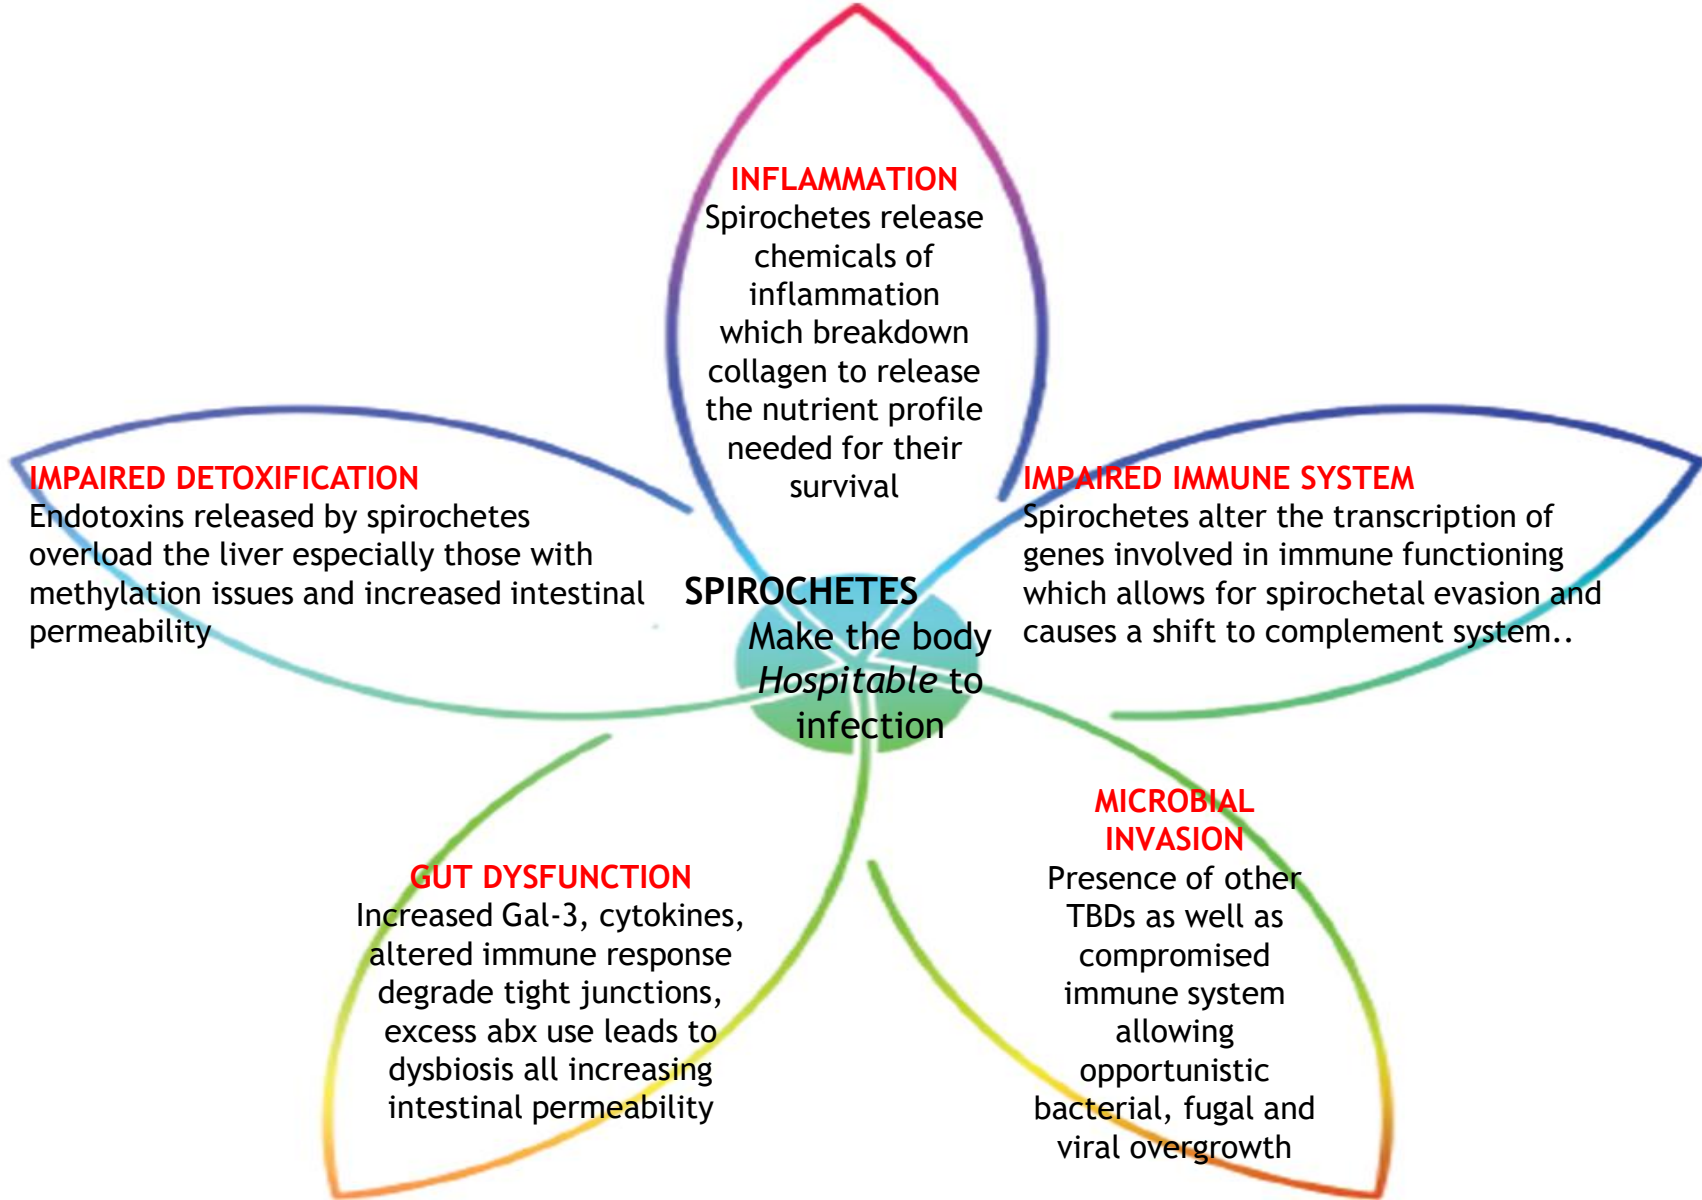 INFLAMMATION
Spirochetes release
chemicals of
inflammation
which breakdown
collagen to release
the nutrient profile
needed for their
survival
IMPAIRED DETOXIFICATION
Endotoxins released by spirochetes
overload the liver especially those with
methylation issues and increased intestinal
permeability
SPIROCHETES
Make the body
Hospitable to
infection
IMPAIRED IMMUNE SYSTEM
Spirochetes alter the transcription of
genes involved in immune functioning
which allows for spirochetal evasion and
causes a shift to complement system..
GUT DYSFUNCTION
Increased Gal-3, cytokines,
altered immune response
degrade tight junctions,
excess abx use leads to
dysbiosis all increasing
intestinal permeability
MICROBIAL
INVASION
Presence of other
TBDs as well as
compromised
immune system
allowing
opportunistic
bacterial, fugal and
viral overgrowth